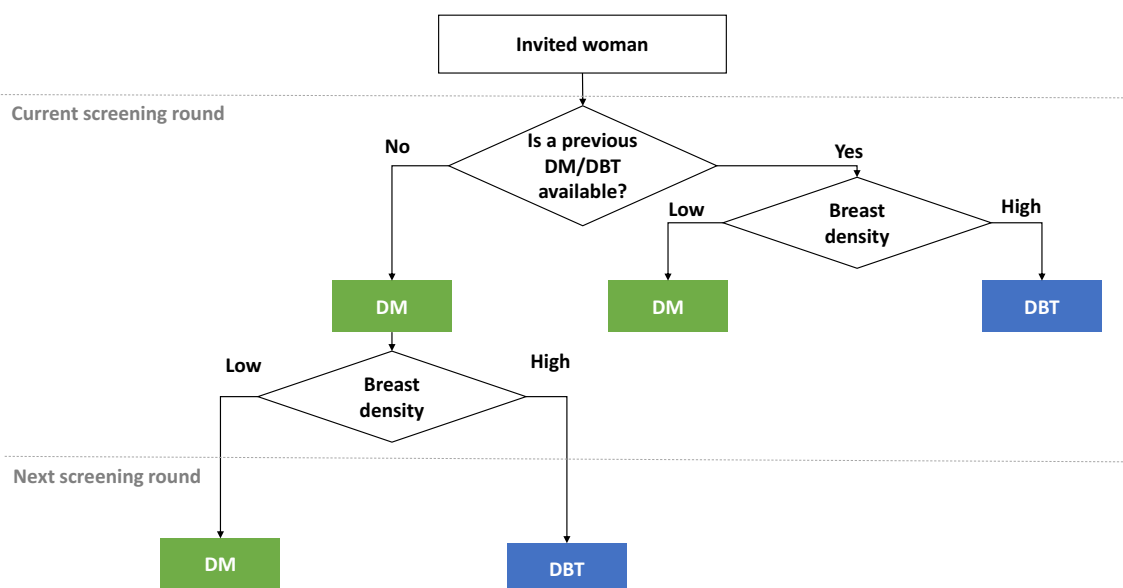 Invited woman
Current screening round
Is a previous
DM/DBT
available?
No
Yes
Breast
density
Low
High
DM
DM
DBT
Low
High
Breast
density
Next screening round
DM
DBT